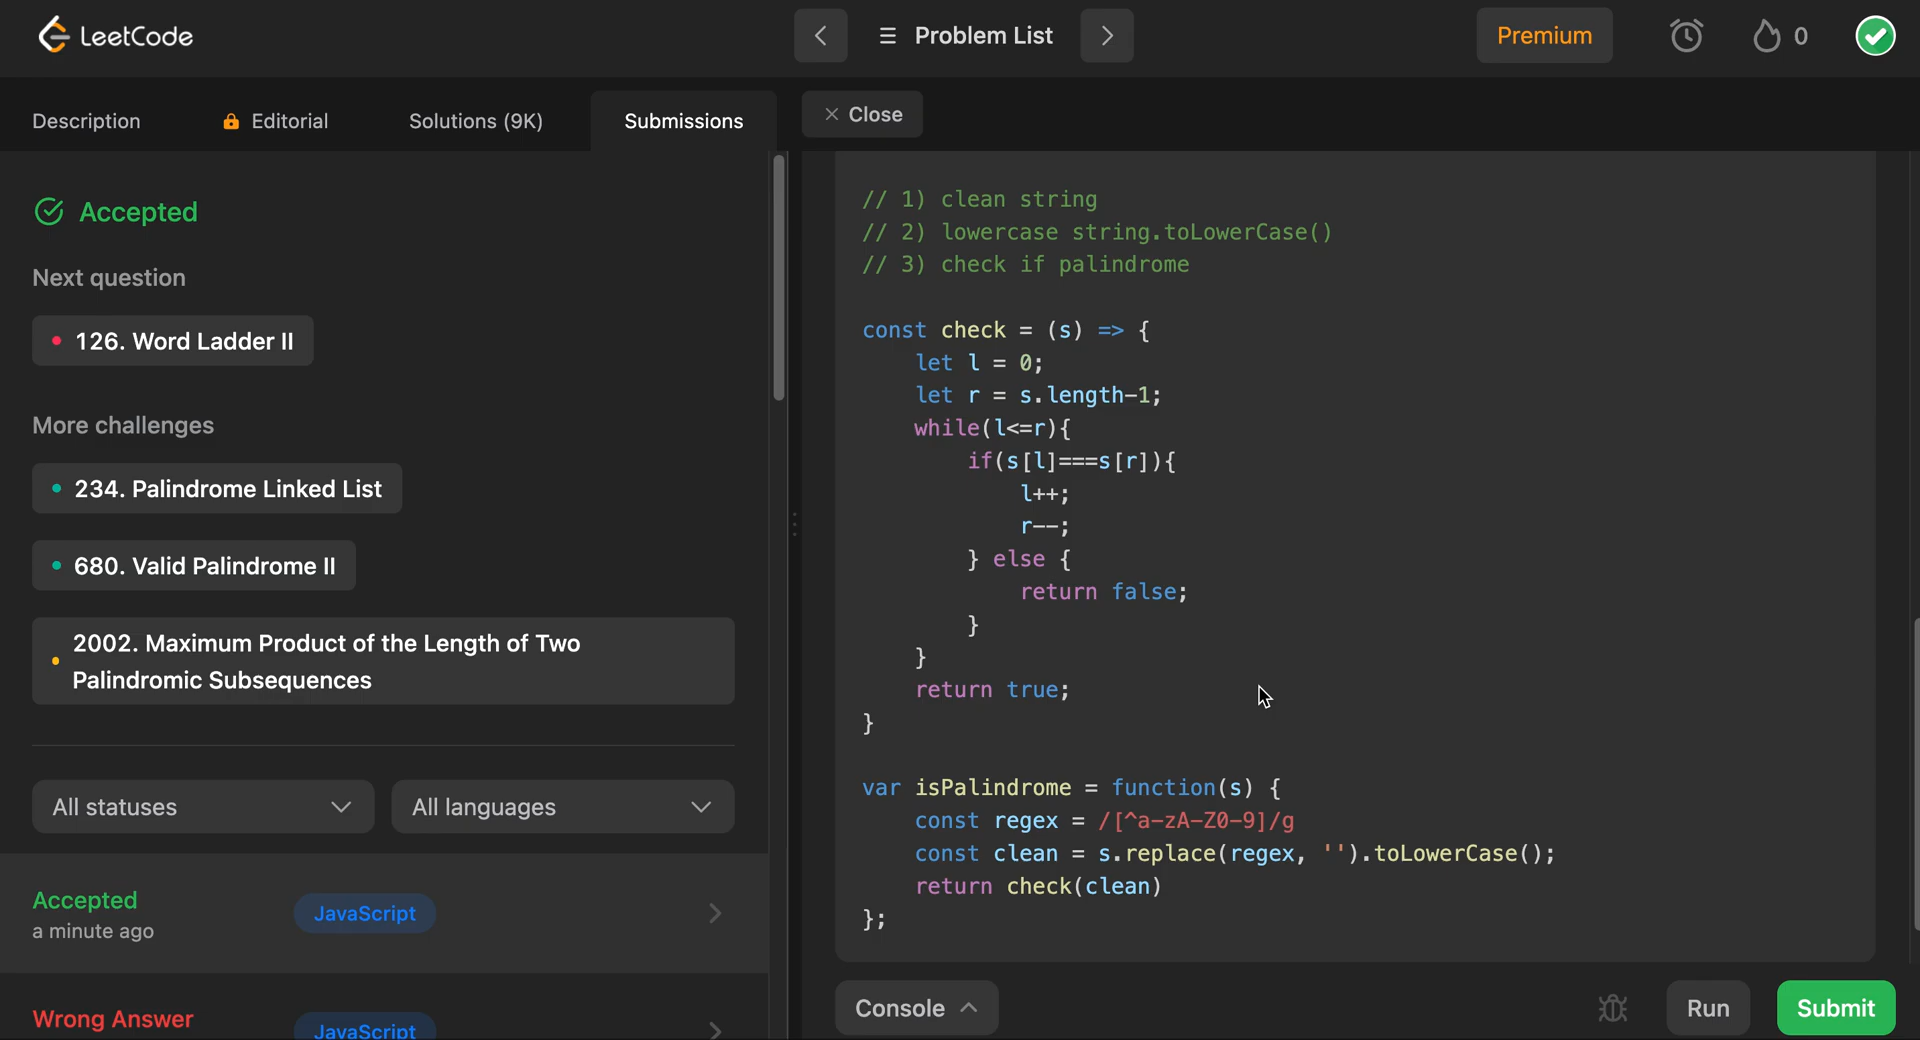 LeetCode
Problem List
Premium
0
Description
Editorial
Solutions (9K)
Submissions
Close
Accepted
Next question
126. Word Ladder II
More challenges
234. Palindrome Linked List
680. Valid Palindrome II
2002. Maximum Product of the Length of Two
Palindromic Subsequences
All statuses
All languages
Accepted
a minute ago
JavaScript
Wrong Answer
JavaScript
// 1) clean string
// 2) lowercase string.toLowerCase()
// 3) check if palindrome
const check = (s) => {
let l = 0;
let r = s.length-1;
while(l<=r){
if(s[l]===s[r]){
l++;
r--;
} else {
return false;
}
}
return true;
}
var isPalindrome = function(s) {
const regex = /[^a-zA-Z0-9]/g
const clean = s.replace(regex, '').toLowerCase();
return check(clean)
};
Console
Run
Submit